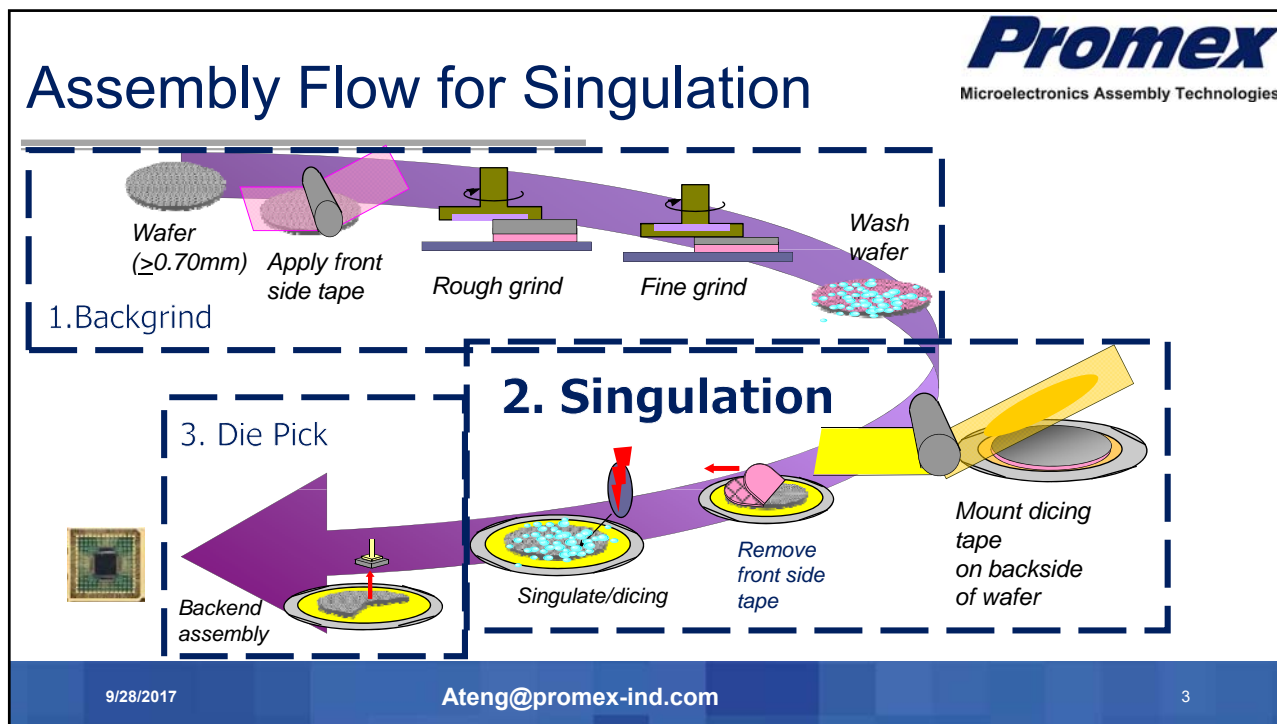 Promex
Microelectronics Assembly Technologies
Assembly Flow for Singulation
Wafer
(≥0.70mm)
Apply front
side tape
Rough grind
Fine grind
Wash
wafer
1.Backgrind
2. Singulation
3. Die Pick
Mount dicing
tape
on backside
of wafer
Remove
front side
tape
Singulate/dicing
Backend
assembly
9/28/2017
Ateng@promex-ind.com
3